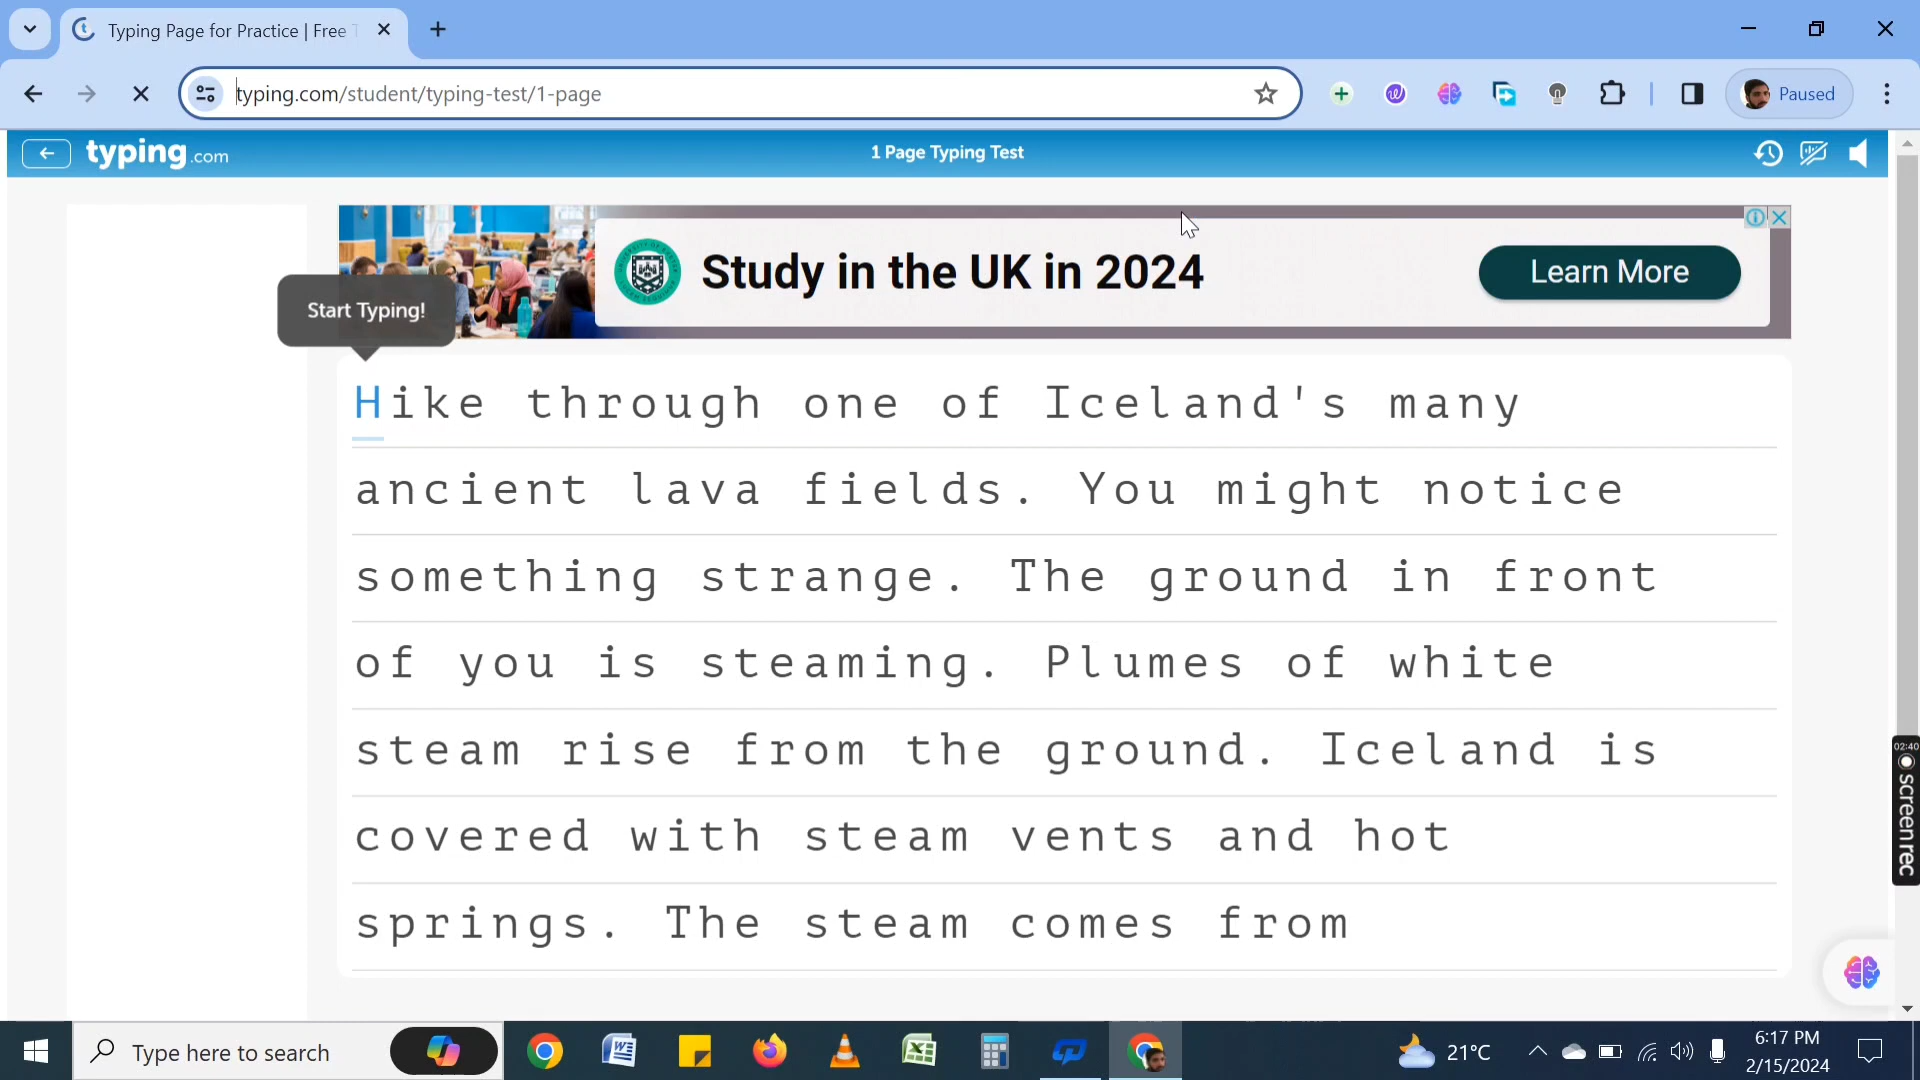 Typing Page for Practice | Free T
typing.com/student/typing-test/1-page
Paused
typing.com
1 Page Typing Test
Study in the UK in 2024
Learn More
Start Typing!
Hike through one of Iceland's many
ancient lava fields. You might notice
something strange. The ground in front
of you is steaming. Plumes of white
steam rise from the ground. Iceland is
covered with steam vents and hot
springs. The steam comes from
02:40
screenrec
Type here to search
21°C
6:17 PM
2/15/2024